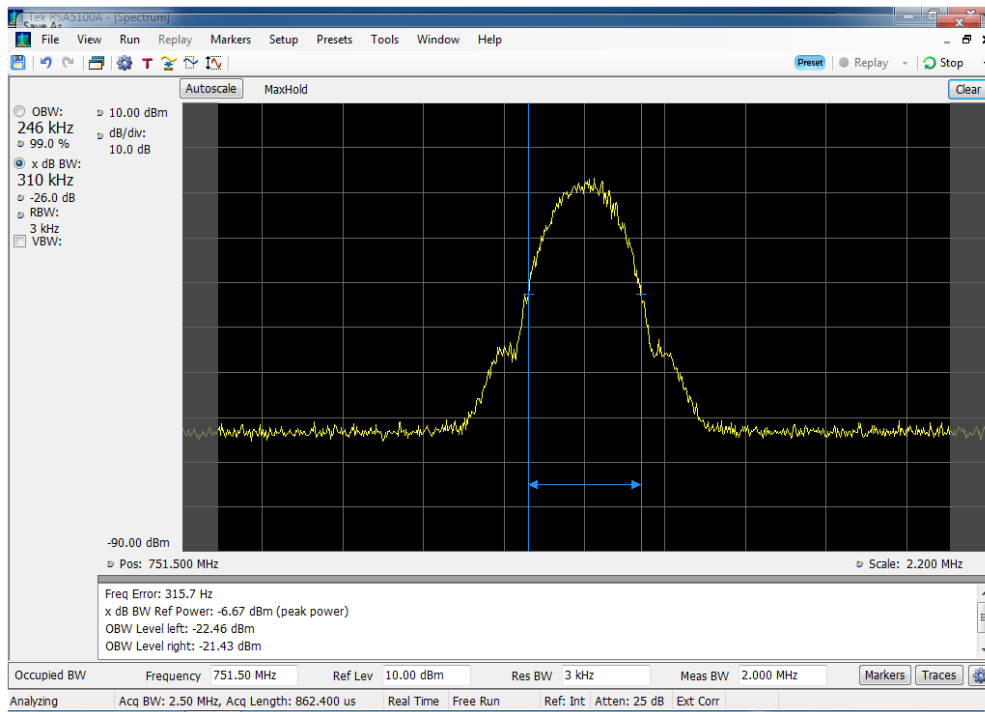 Tek RSA5100A - [Spectrum]
Save As
File View Run Replay Markers Setup Presets Tools Window Help
Preset Replay Stop
Autoscale MaxHold Clear
OBW:
246 kHz
99.0 %
x dB BW:
310 kHz
-26.0 dB
RBW:
3 kHz
VBW:
10.00 dBm
dB/div:
10.0 dB
-90.00 dBm
Pos: 751.500 MHz Scale: 2.200 MHz
Freq Error: 315.7 Hz
x dB BW Ref Power: -6.67 dBm (peak power)
OBW Level left: -22.46 dBm
OBW Level right: -21.43 dBm
Occupied BW Frequency 751.50 MHz Ref Lev 10.00 dBm Res BW 3 kHz Meas BW 2.000 MHz Markers Traces
Analyzing Acq BW: 2.50 MHz, Acq Length: 862.400 us Real Time Free Run Ref: Int Atten: 25 dB Ext Corr